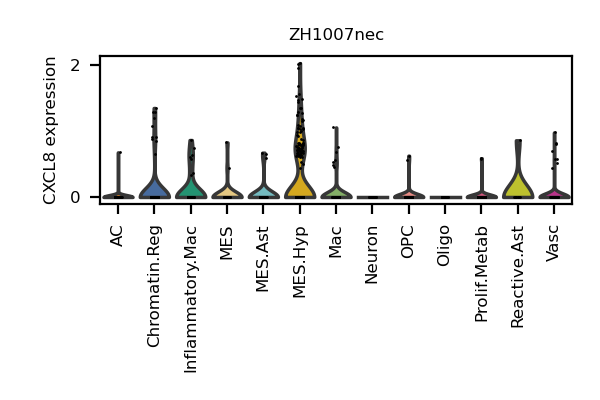 ZH1007nec
CXCL8 expression
2
0
AC
Chromatin.Reg
Inflammatory.Mac
MES
MES.Ast
MES.Hyp
Mac
Neuron
OPC
Oligo
Prolif.Metab
Reactive.Ast
Vasc